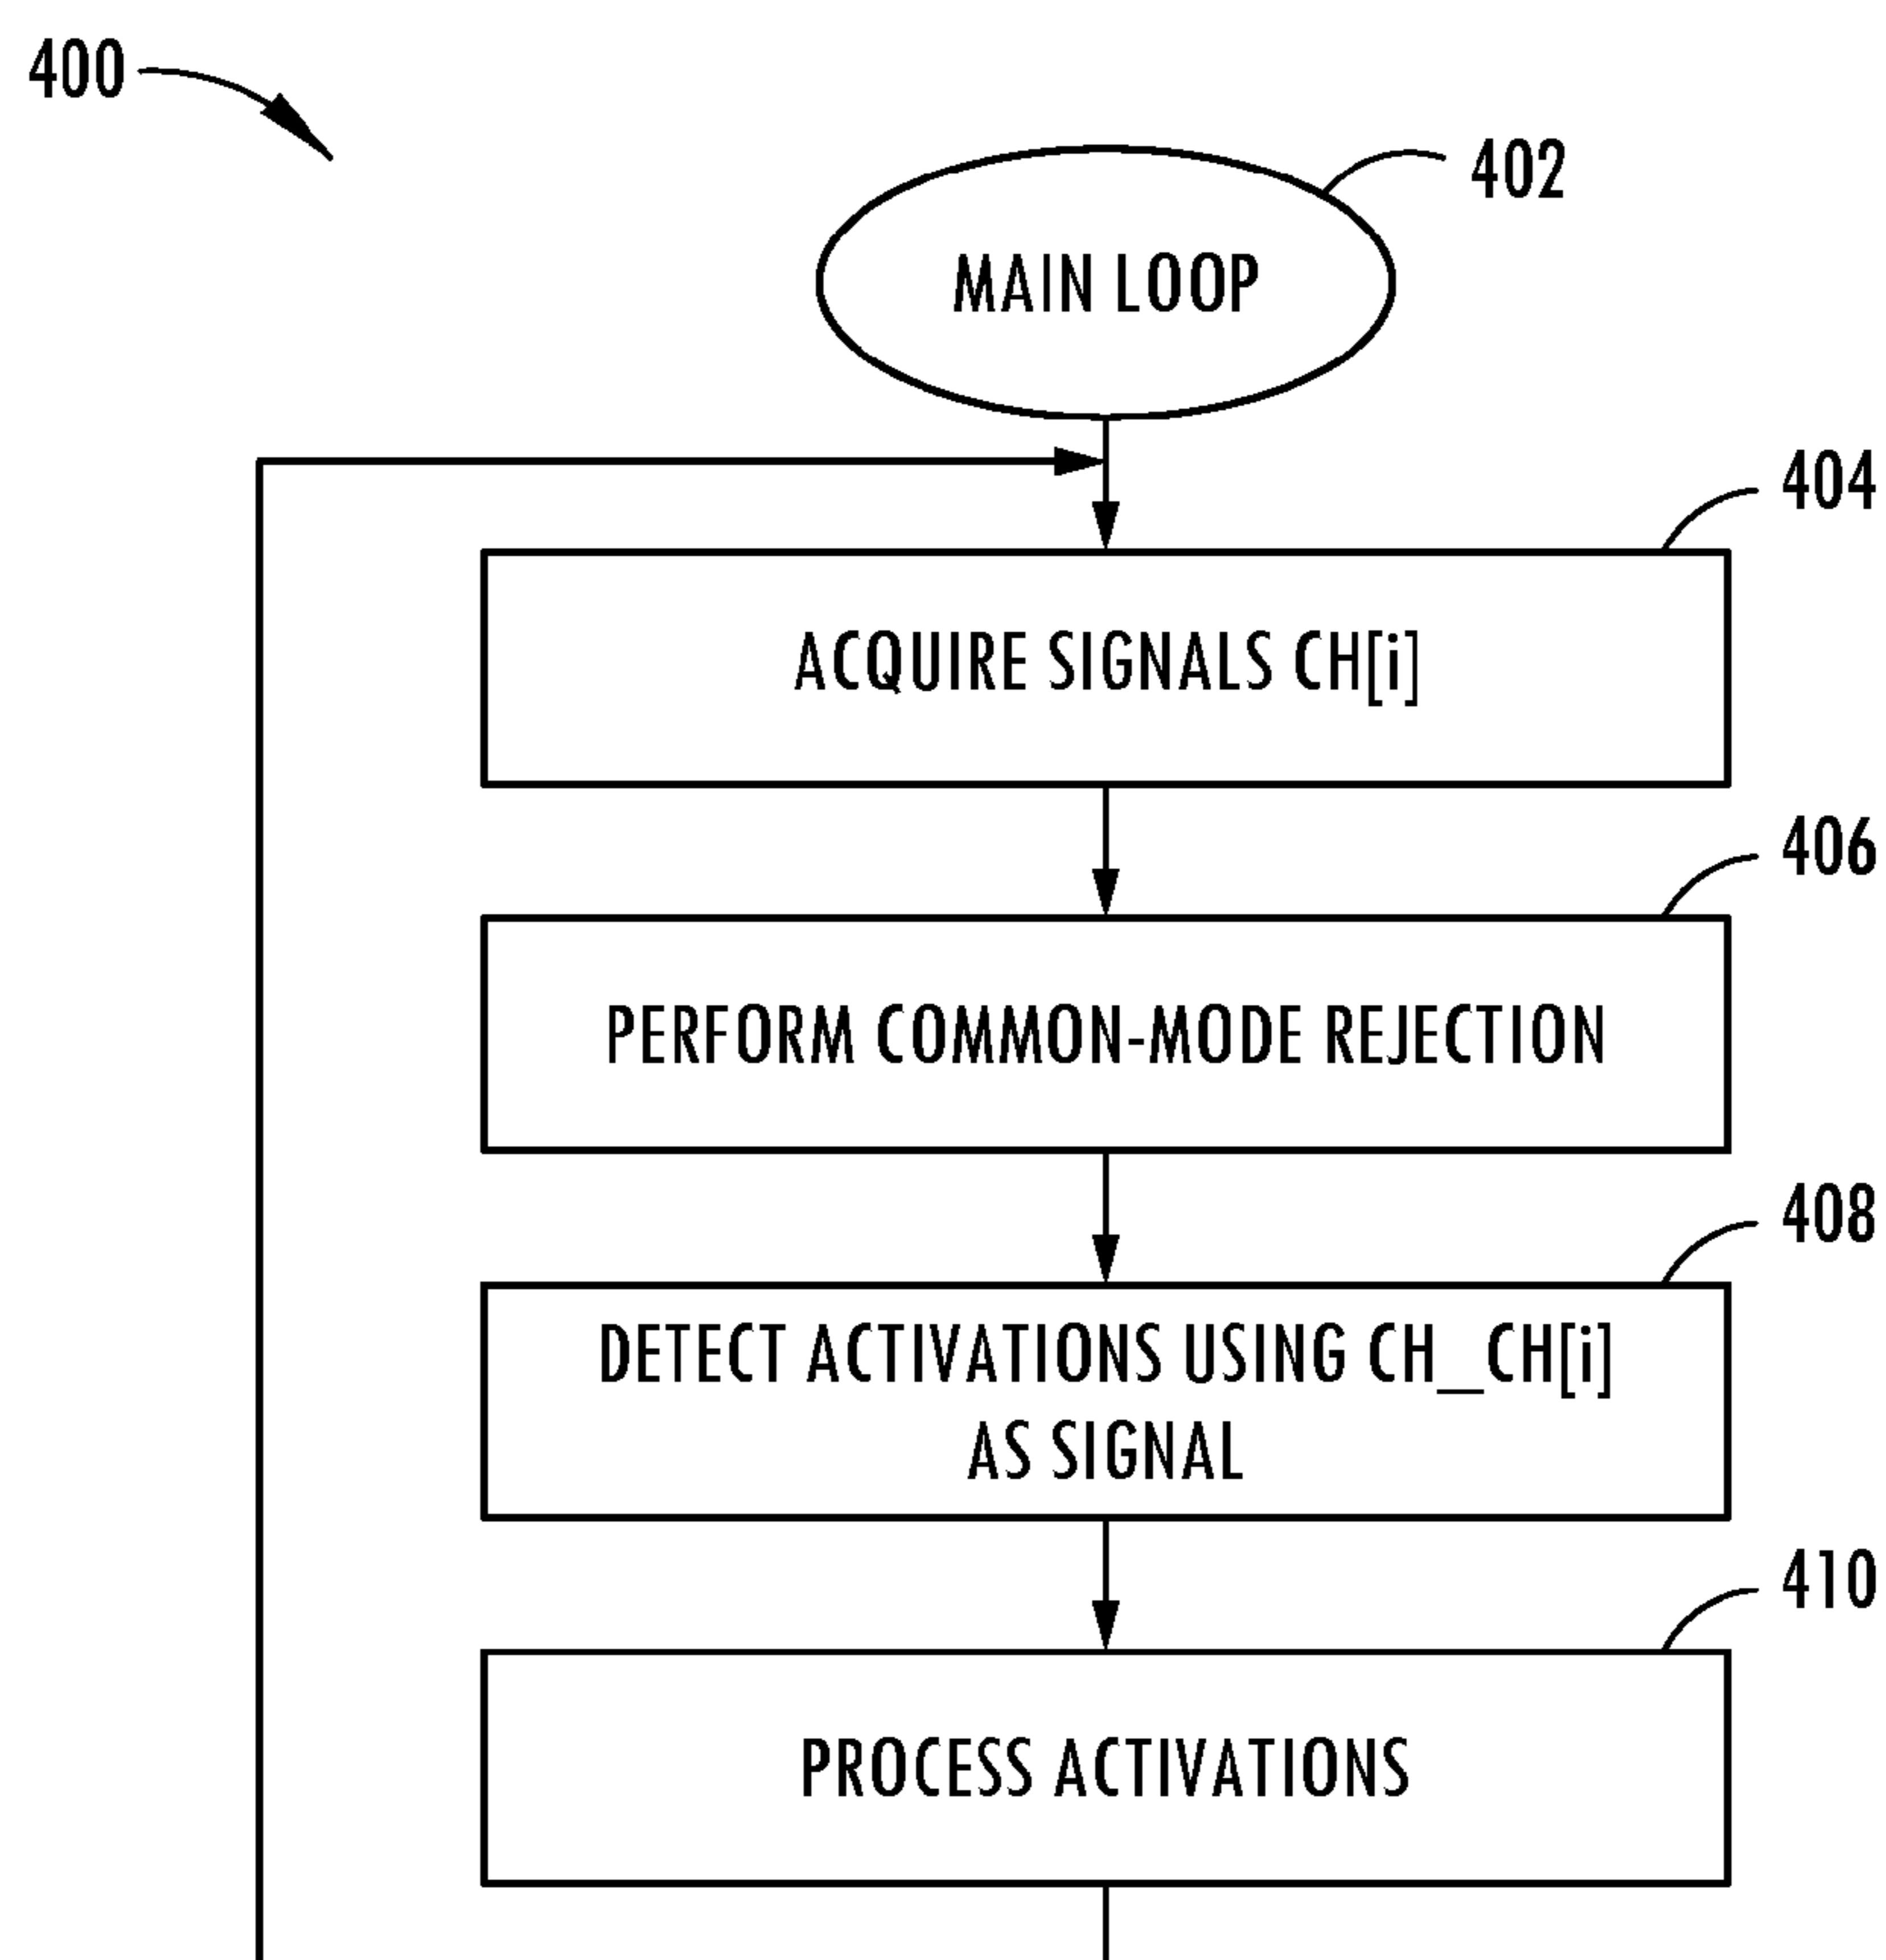 400
402
MAIN LOOP
404
ACQUIRE SIGNALS CH[i]
406
PERFORM COMMON-MODE REJECTION
408
DETECT ACTIVATIONS USING CH_CH[i]
AS SIGNAL
410
PROCESS ACTIVATIONS